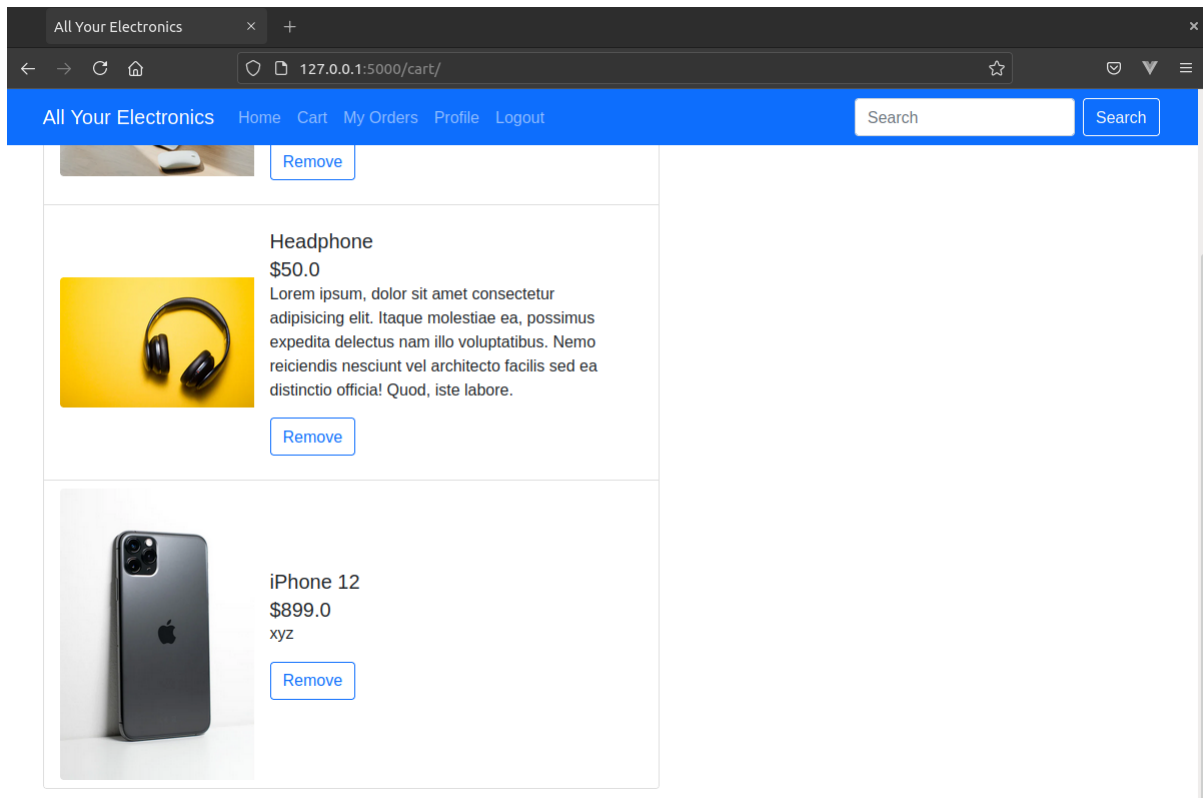 All Your Electronics
127.0.0.1:5000/cart/
All Your Electronics Home Cart My Orders Profile Logout Search Search
Remove
Headphone
$50.0
Lorem ipsum, dolor sit amet consectetur
adipisicing elit. Itaque molestiae ea, possimus
expedita delectus nam illo voluptatibus. Nemo
reiciendis nesciunt vel architecto facilis sed ea
distinctio officia! Quod, iste labore.
Remove
iPhone 12
$899.0
xyz
Remove